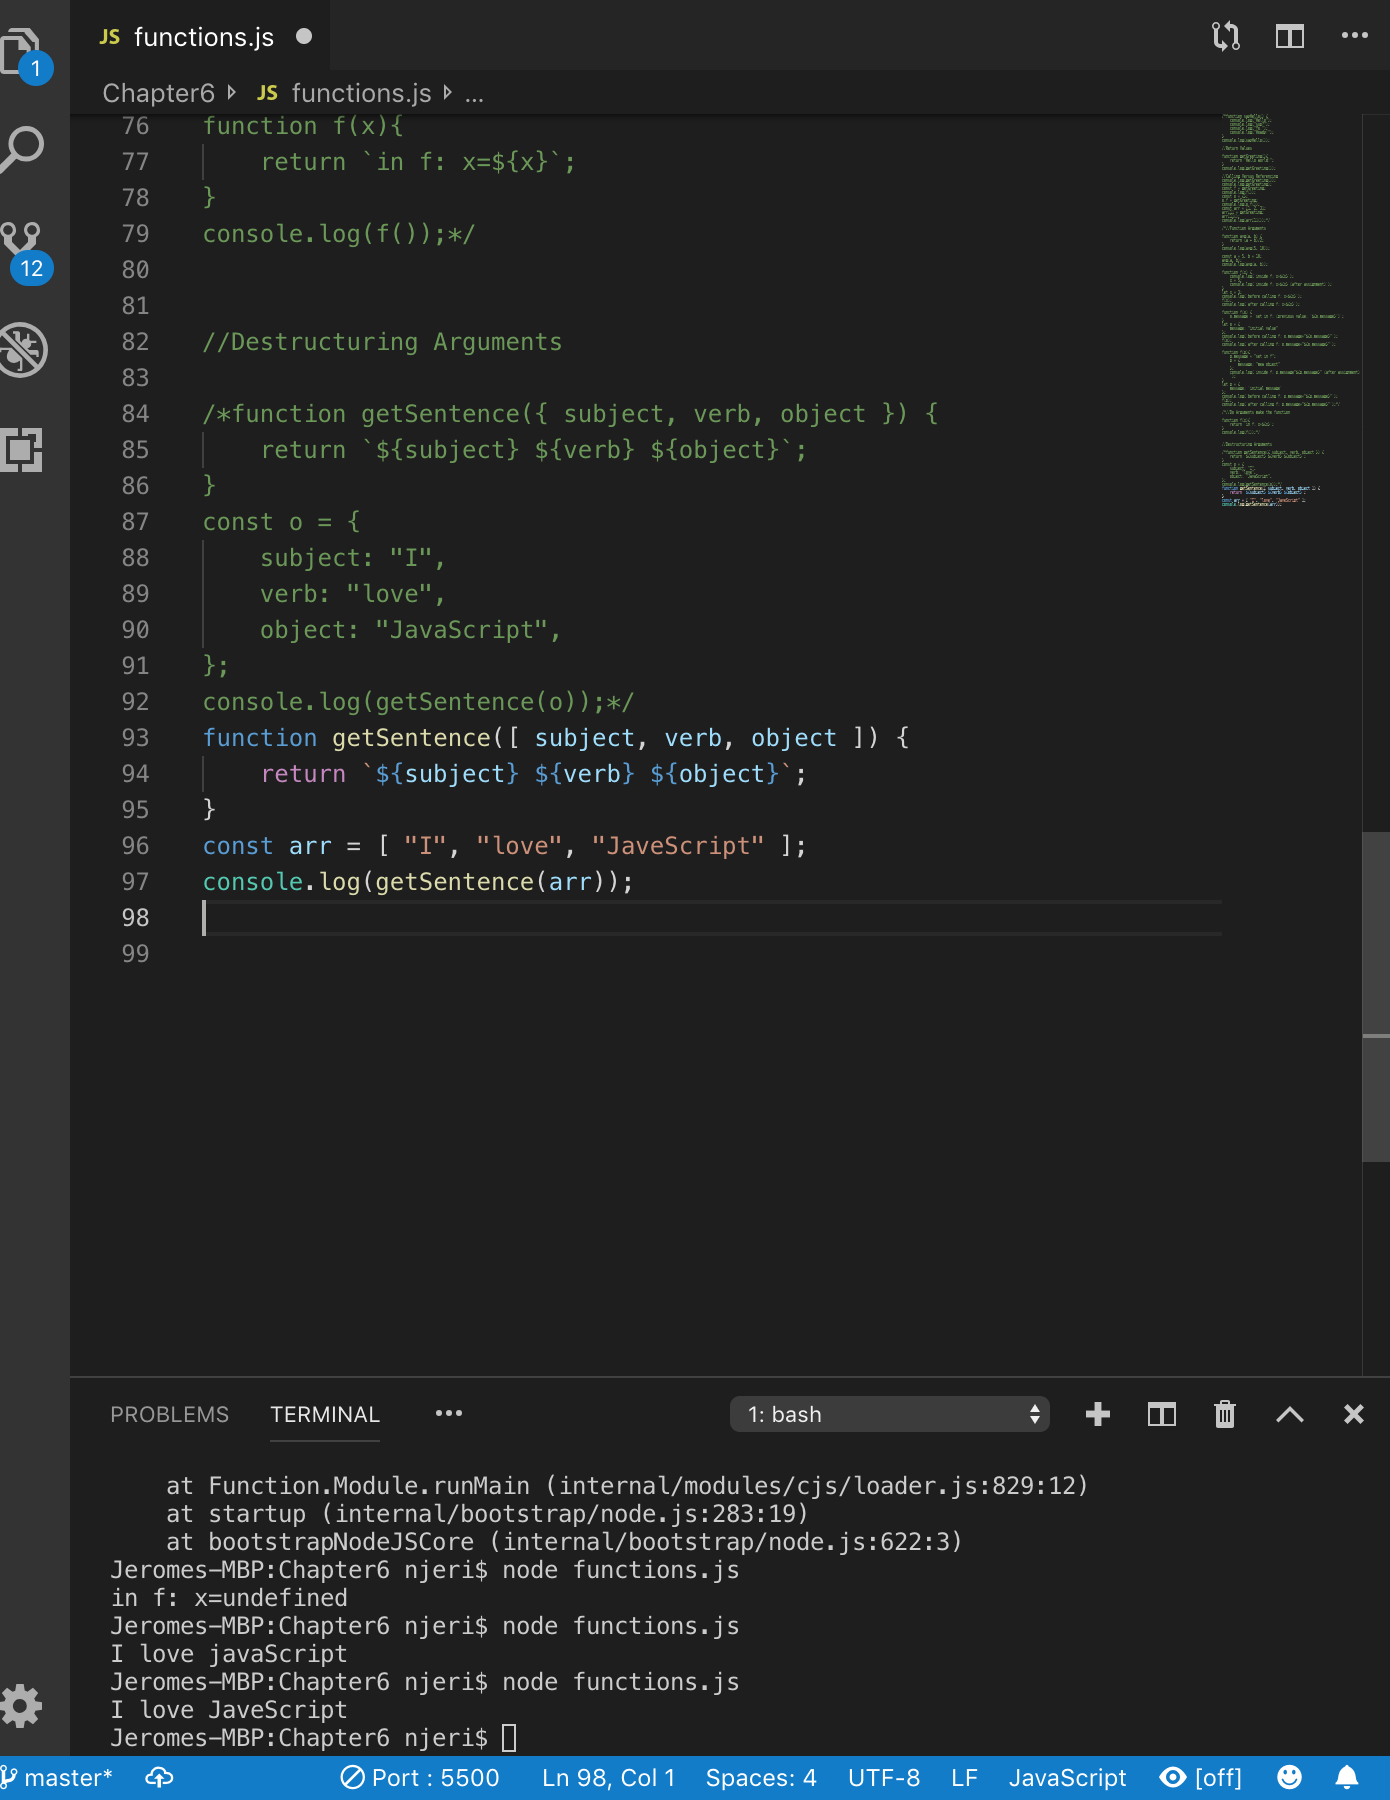 JS functions.js
Chapter6 JS functions.js ...
1
12
76 function f(x){
77     return `in f: x=${x}`;
78 }
79 console.log(f());*/
80
81
82 //Destructuring Arguments
83
84 /*function getSentence({ subject, verb, object }) {
85     return `${subject} ${verb} ${object}`;
86 }
87 const o = {
88     subject: "I",
89     verb: "love",
90     object: "JavaScript",
91 };
92 console.log(getSentence(o));*/
93 function getSentence([ subject, verb, object ]) {
94     return `${subject} ${verb} ${object}`;
95 }
96 const arr = [ "I", "love", "JaveScript" ];
97 console.log(getSentence(arr));
98
99
PROBLEMS TERMINAL ••• 1: bash
at Function.Module.runMain (internal/modules/cjs/loader.js:829:12)
at startup (internal/bootstrap/node.js:283:19)
at bootstrapNodeJSCore (internal/bootstrap/node.js:622:3)
Jeromes-MBP:Chapter6 njeri$ node functions.js
in f: x=undefined
Jeromes-MBP:Chapter6 njeri$ node functions.js
I love javaScript
Jeromes-MBP:Chapter6 njeri$ node functions.js
I love JaveScript
Jeromes-MBP:Chapter6 njeri$
master* Port : 5500 Ln 98, Col 1 Spaces: 4 UTF-8 LF JavaScript [off]